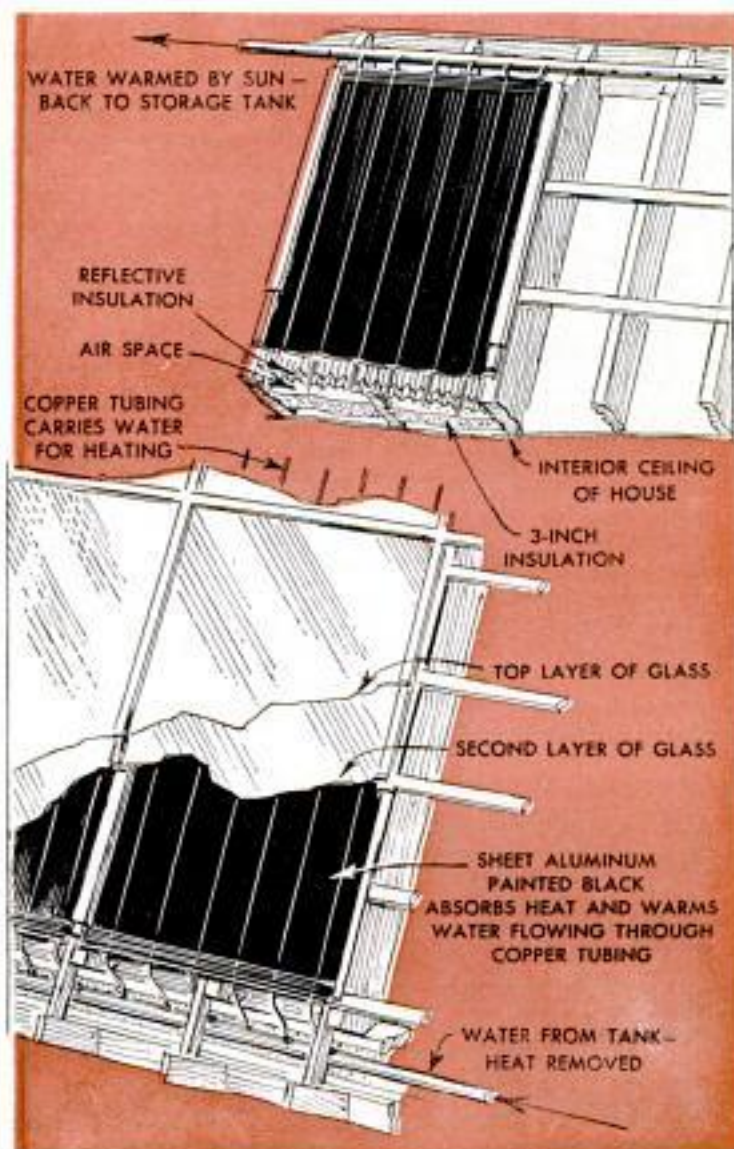 WATER WARMED BY SUN –
BACK TO STORAGE TANK
REFLECTIVE
INSULATION
AIR SPACE
COPPER TUBING
CARRIES WATER
FOR HEATING
INTERIOR CEILING
OF HOUSE
3-INCH
INSULATION
TOP LAYER OF GLASS
SECOND LAYER OF GLASS
SHEET ALUMINUM
PAINTED BLACK
ABSORBS HEAT AND WARMS
WATER FLOWING THROUGH
COPPER TUBING
WATER FROM TANK–
HEAT REMOVED